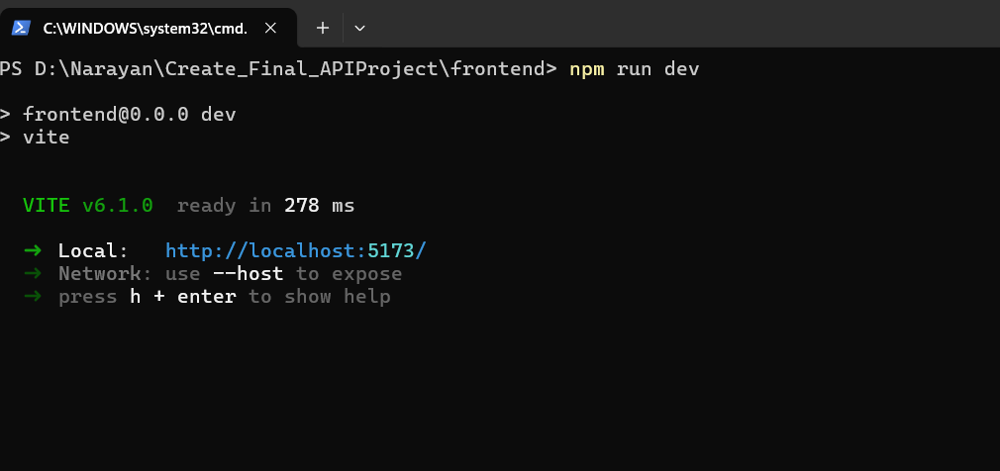 C:\WINDOWS\system32\cmd.
PS D:\Narayan\Create_Final_APIProject\frontend> npm run dev
> frontend@0.0.0 dev
> vite
VITE v6.1.0  ready in 278 ms
➜  Local:   http://localhost:5173/
➜  Network: use --host to expose
➜  press h + enter to show help